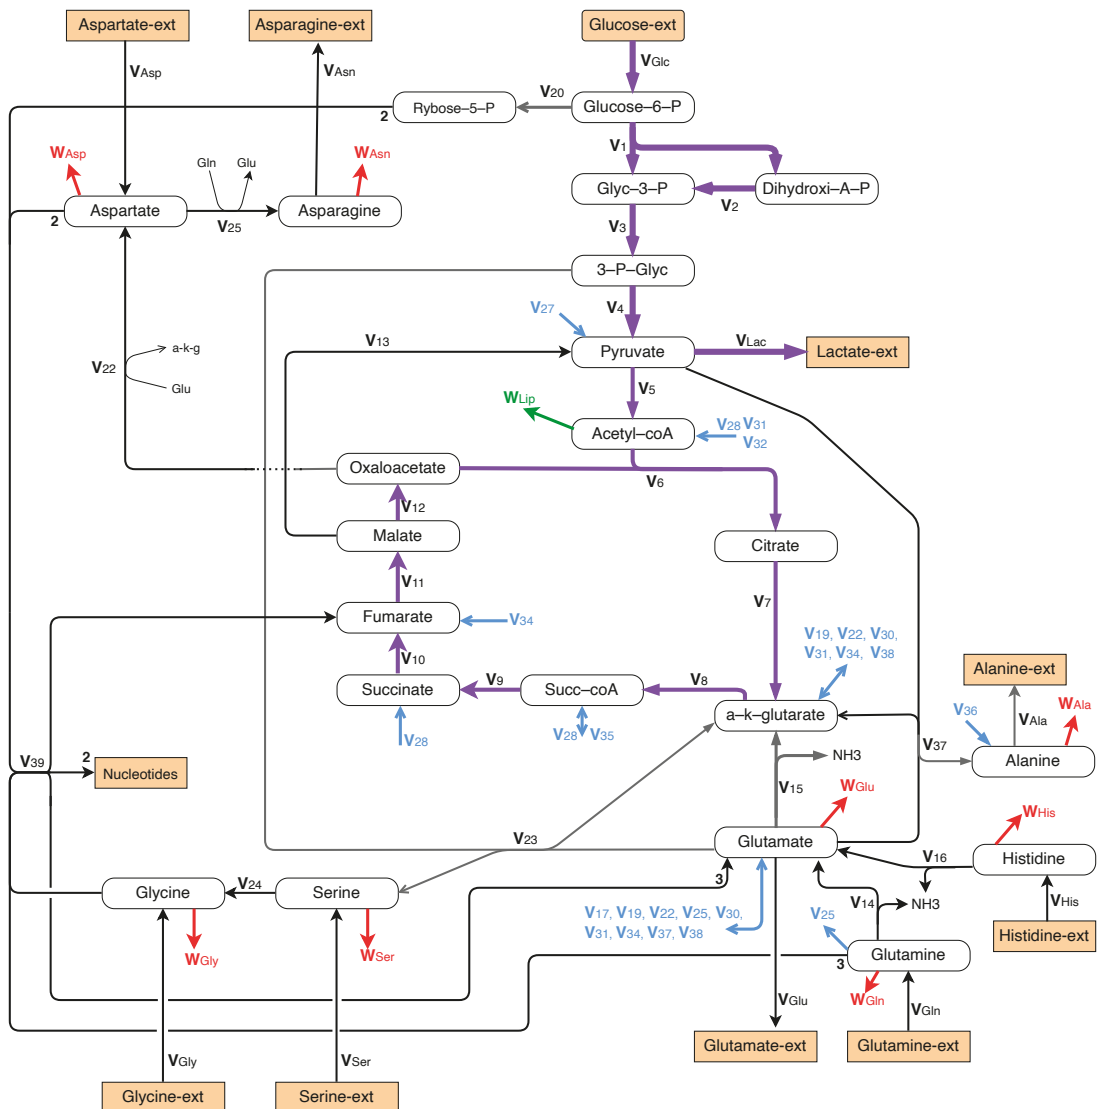 Aspartate-ext
Asparagine-ext
Glucose-ext
VAsp
VAsn
VGlc
V20
Rybose–5–P
2
Glucose–6–P
V1
WAsp
WAsn
Gln
Glu
Glyc–3–P
Dihydroxi–A–P
V2
Aspartate
2
V25
Asparagine
V3
3–P–Glyc
V27
V4
V13
a-k-g
V22
Glu
Pyruvate
VLac
Lactate-ext
V5
WLip
Acetyl–coA
V28 V31
V32
Oxaloacetate
V6
V12
Malate
Citrate
V11
V7
Fumarate
V34
V19, V22, V30,
V31, V34, V38
V10
Alanine-ext
V9
V8
Succinate
Succ–coA
a–k–glutarate
V36
VAla
WAla
V28
V28
V35
V37
Alanine
V39
2
Nucleotides
NH3
V15
WGlu
WHis
V23
Glutamate
V16
Histidine
3
V24
Glycine
Serine
V14
NH3
VHis
V17, V19, V22, V25, V30,
V31, V34, V37, V38
V25
Histidine-ext
WGly
WSer
3
Glutamine
WGln
VGlu
VGln
Glutamate-ext
Glutamine-ext
VGly
VSer
Glycine-ext
Serine-ext